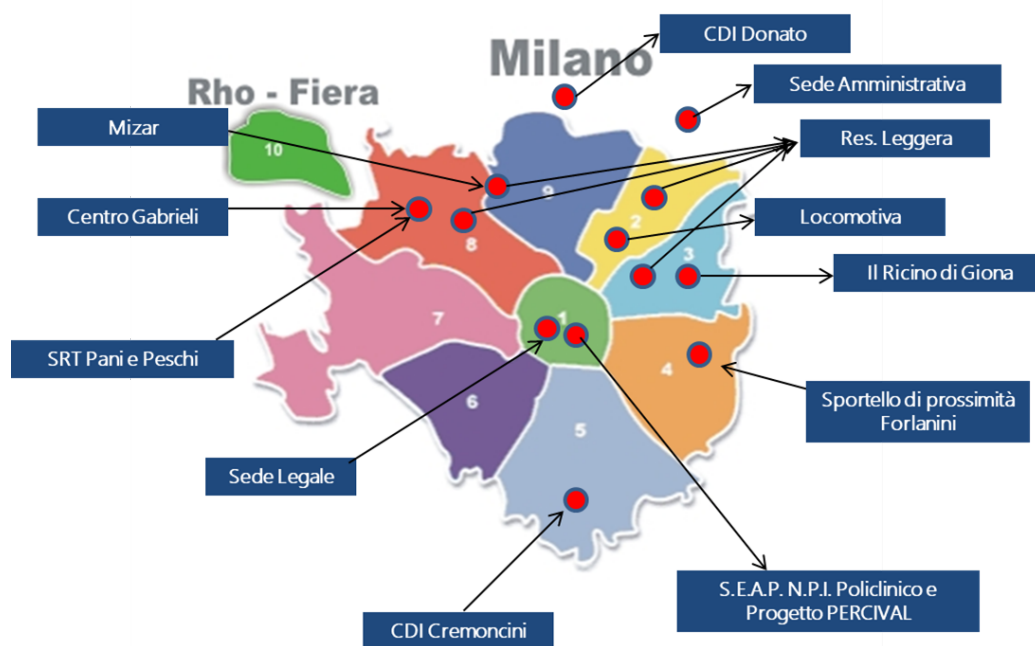 CDI Donato
Milano
Rho - Fiera
Sede Amministrativa
Mizar
Res. Leggera
10
9
Centro Gabrieli
2
Locomotiva
8
3
Il Ricino di Giona
7
1
SRT Pani e Peschi
4
6
Sportello di prossimità
Forlanini
5
Sede Legale
S.E.A.P. N.P.I. Policlinico e
Progetto PERCIVAL
CDI Cremoncini